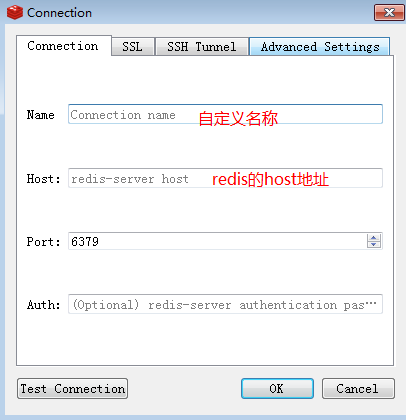 Connection
Connection SSL SSH Tunnel Advanced Settings
Name Connection name 自定义名称
Host: redis-server host redis的host地址
Port: 6379
Auth: (Optional) redis-server authentication pas…
Test Connection OK Cancel